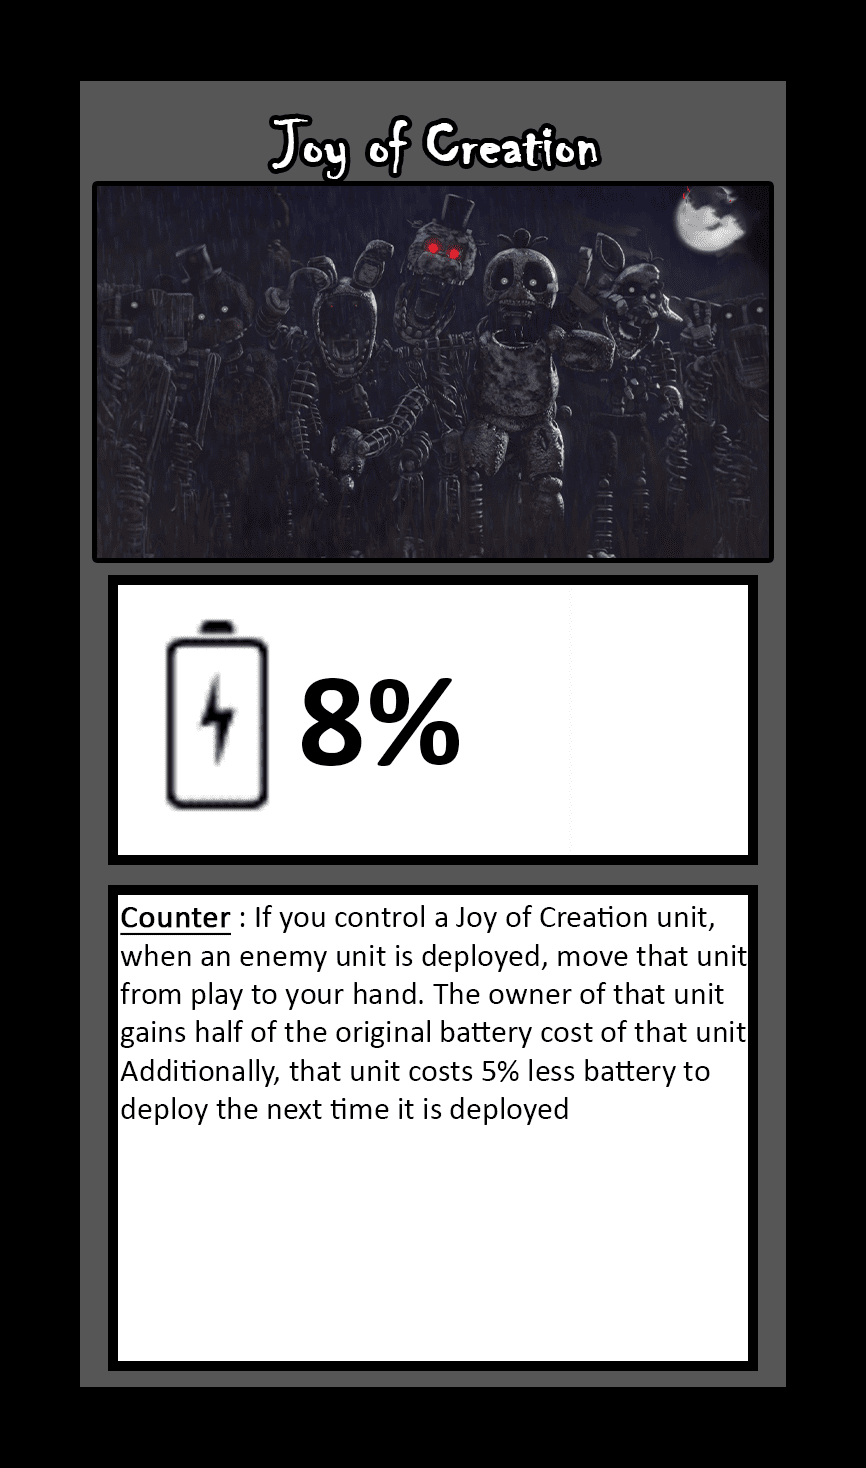 Joy of Creation
8%
Counter : If you control a Joy of Creation unit,
when an enemy unit is deployed, move that unit
from play to your hand. The owner of that unit
gains half of the original battery cost of that unit
Additionally, that unit costs 5% less battery to
deploy the next time it is deployed